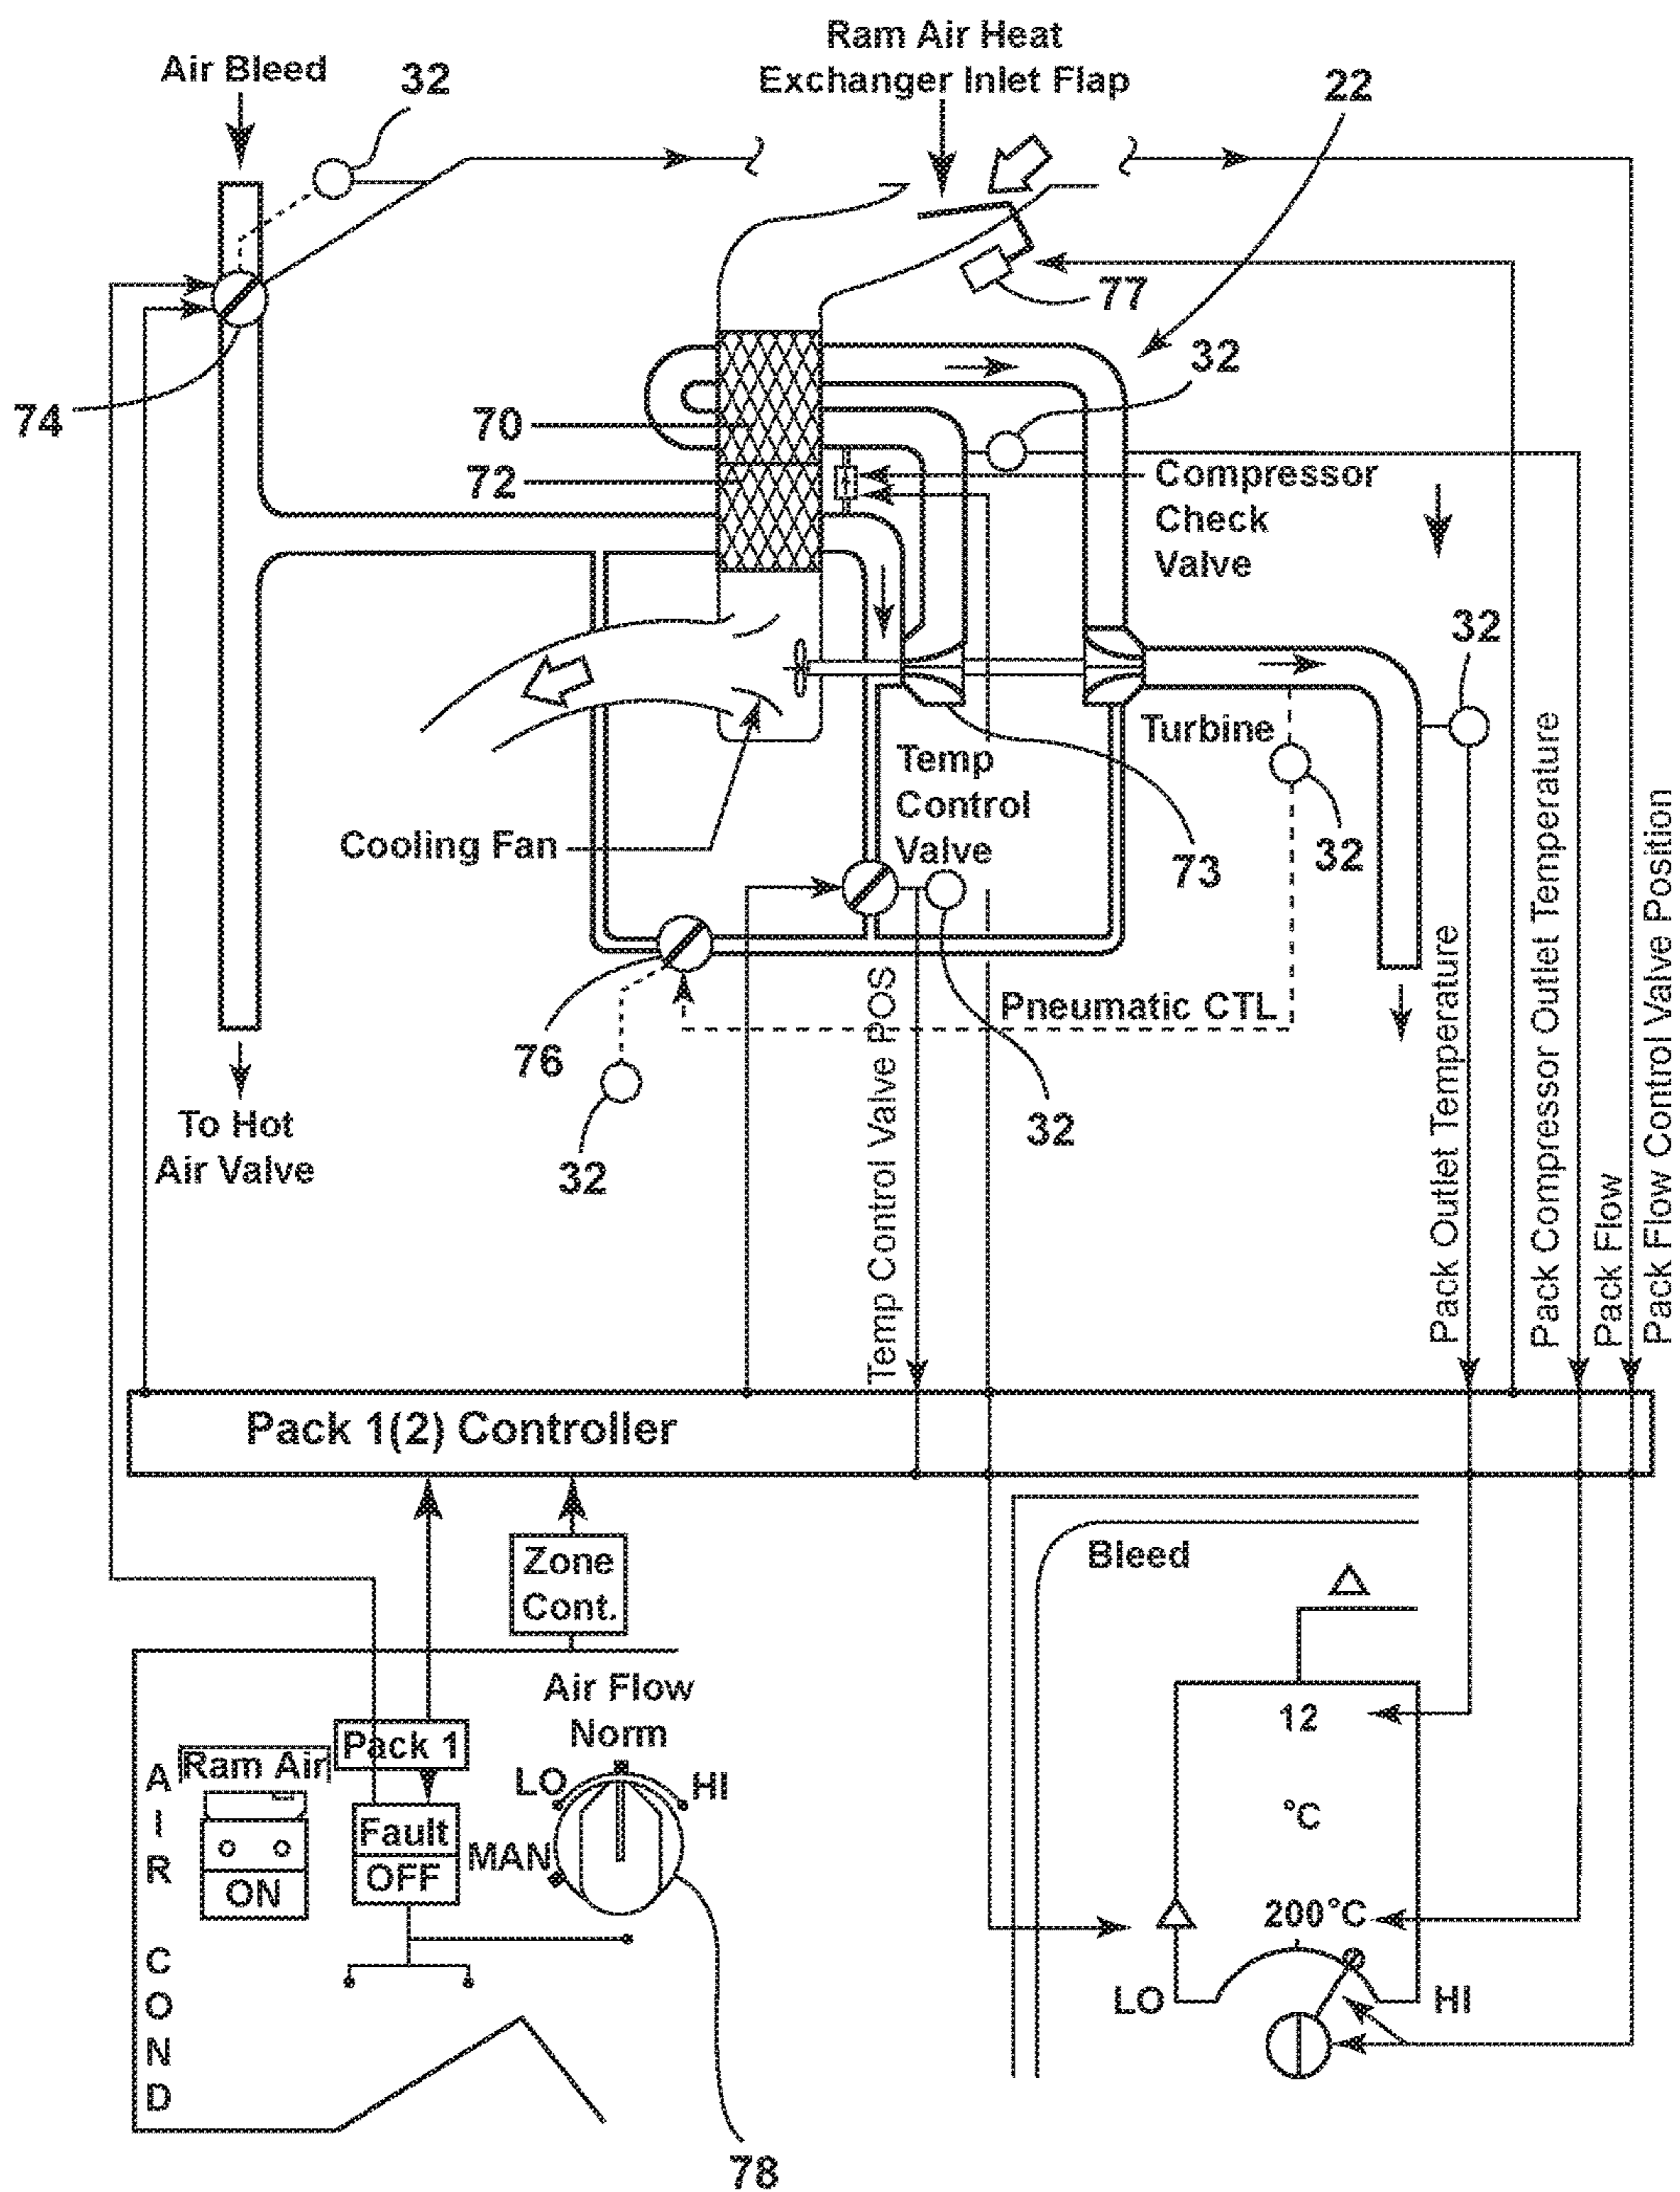 Ram Air Heat
Exchanger Inlet Flap
Air Bleed
32
22
77
32
74
70
72
Compressor
Check
Valve
32
Turbine
Temp
Control
Valve
Cooling Fan
73
32
Pneumatic CTL
76
32
32
To Hot
Air Valve
Temp Control Valve POS
Pack Outlet Temperature
Pack Compressor Outlet Temperature
Pack Flow
Pack Flow Control Valve Position
Pack 1(2) Controller
Zone
Cont.
Bleed
Air Flow
Norm
Pack 1
Ram Air
LO
HI
MAN
Fault
OFF
ON
AIR COND
12
°C
200°C
LO
HI
78